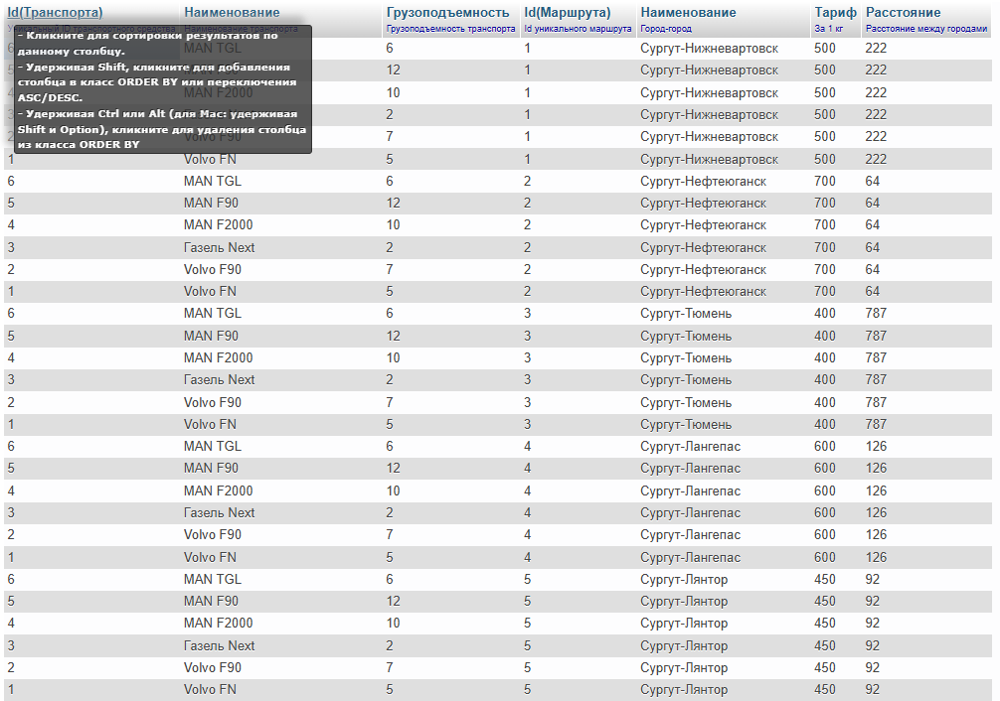 Id(Транспорта) Наименование Грузоподъемность Id(Маршрута) Наименование Тариф Расстояние
Уникальный ID транспортного средства Наименование транспорта Грузоподъемность транспорта Id уникального маршрута Город-город За 1 кг Расстояние между городами
- Кликните для сортировки результатов по
данному столбцу.
- Удерживая Shift, кликните для добавления
столбца в класс ORDER BY или переключения
ASC/DESC.
- Удерживая Ctrl или Alt (для Mac: удерживая
Shift и Option), кликните для удаления столбца
из класса ORDER BY
6 MAN TGL 6 1 Сургут-Нижневартовск 500 222
5 12 1 Сургут-Нижневартовск 500 222
4 MAN F2000 10 1 Сургут-Нижневартовск 500 222
3 2 1 Сургут-Нижневартовск 500 222
2 Volvo F90 7 1 Сургут-Нижневартовск 500 222
1 Volvo FN 5 1 Сургут-Нижневартовск 500 222
6 MAN TGL 6 2 Сургут-Нефтеюганск 700 64
5 MAN F90 12 2 Сургут-Нефтеюганск 700 64
4 MAN F2000 10 2 Сургут-Нефтеюганск 700 64
3 Газель Next 2 2 Сургут-Нефтеюганск 700 64
2 Volvo F90 7 2 Сургут-Нефтеюганск 700 64
1 Volvo FN 5 2 Сургут-Нефтеюганск 700 64
6 MAN TGL 6 3 Сургут-Тюмень 400 787
5 MAN F90 12 3 Сургут-Тюмень 400 787
4 MAN F2000 10 3 Сургут-Тюмень 400 787
3 Газель Next 2 3 Сургут-Тюмень 400 787
2 Volvo F90 7 3 Сургут-Тюмень 400 787
1 Volvo FN 5 3 Сургут-Тюмень 400 787
6 MAN TGL 6 4 Сургут-Лангепас 600 126
5 MAN F90 12 4 Сургут-Лангепас 600 126
4 MAN F2000 10 4 Сургут-Лангепас 600 126
3 Газель Next 2 4 Сургут-Лангепас 600 126
2 Volvo F90 7 4 Сургут-Лангепас 600 126
1 Volvo FN 5 4 Сургут-Лангепас 600 126
6 MAN TGL 6 5 Сургут-Лянтор 450 92
5 MAN F90 12 5 Сургут-Лянтор 450 92
4 MAN F2000 10 5 Сургут-Лянтор 450 92
3 Газель Next 2 5 Сургут-Лянтор 450 92
2 Volvo F90 7 5 Сургут-Лянтор 450 92
1 Volvo FN 5 5 Сургут-Лянтор 450 92